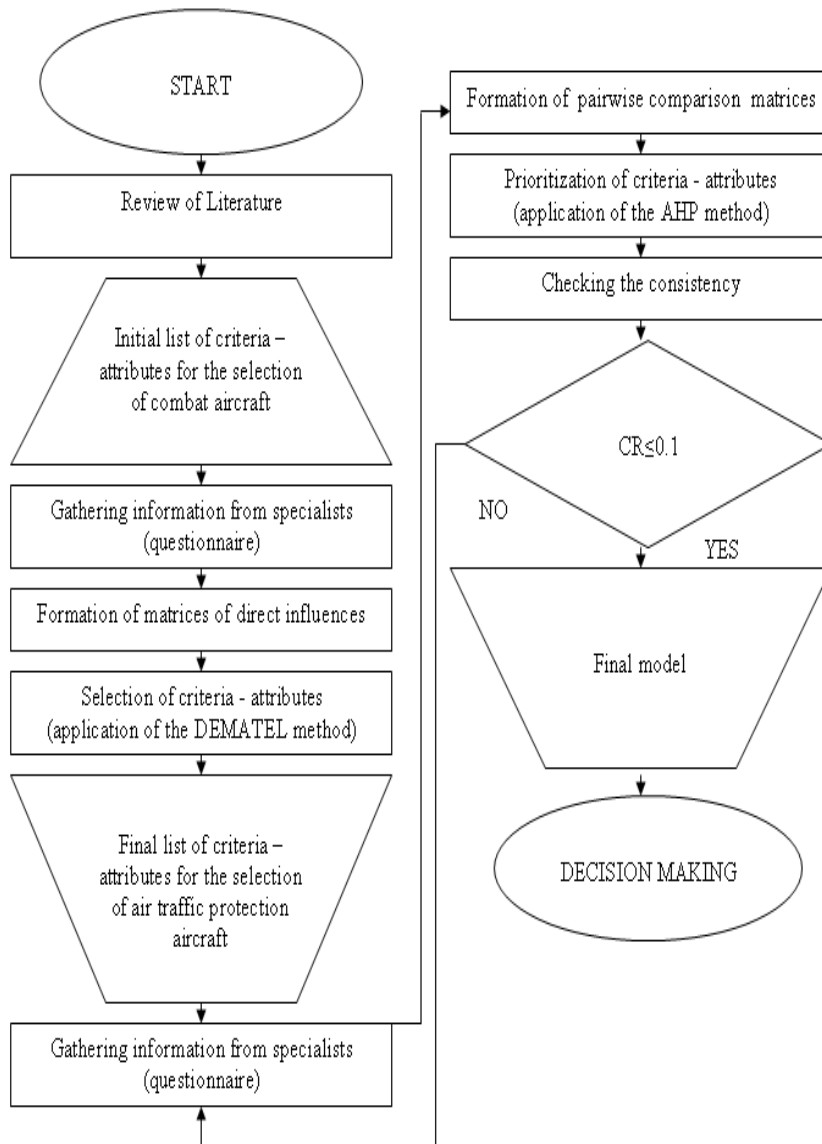 START
Review of Literature
Initial list of criteria –
attributes for the selection
of combat aircraft
Gathering information from specialists
(questionnaire)
Formation of matrices of direct influences
Selection of criteria - attributes
(application of the DEMATEL method)
Final list of criteria –
attributes for the selection
of air traffic protection
aircraft
Gathering information from specialists
(questionnaire)
Formation of pairwise comparison matrices
Prioritization of criteria - attributes
(application of the AHP method)
Checking the consistency
CR≤0.1
NO
YES
Final model
DECISION MAKING